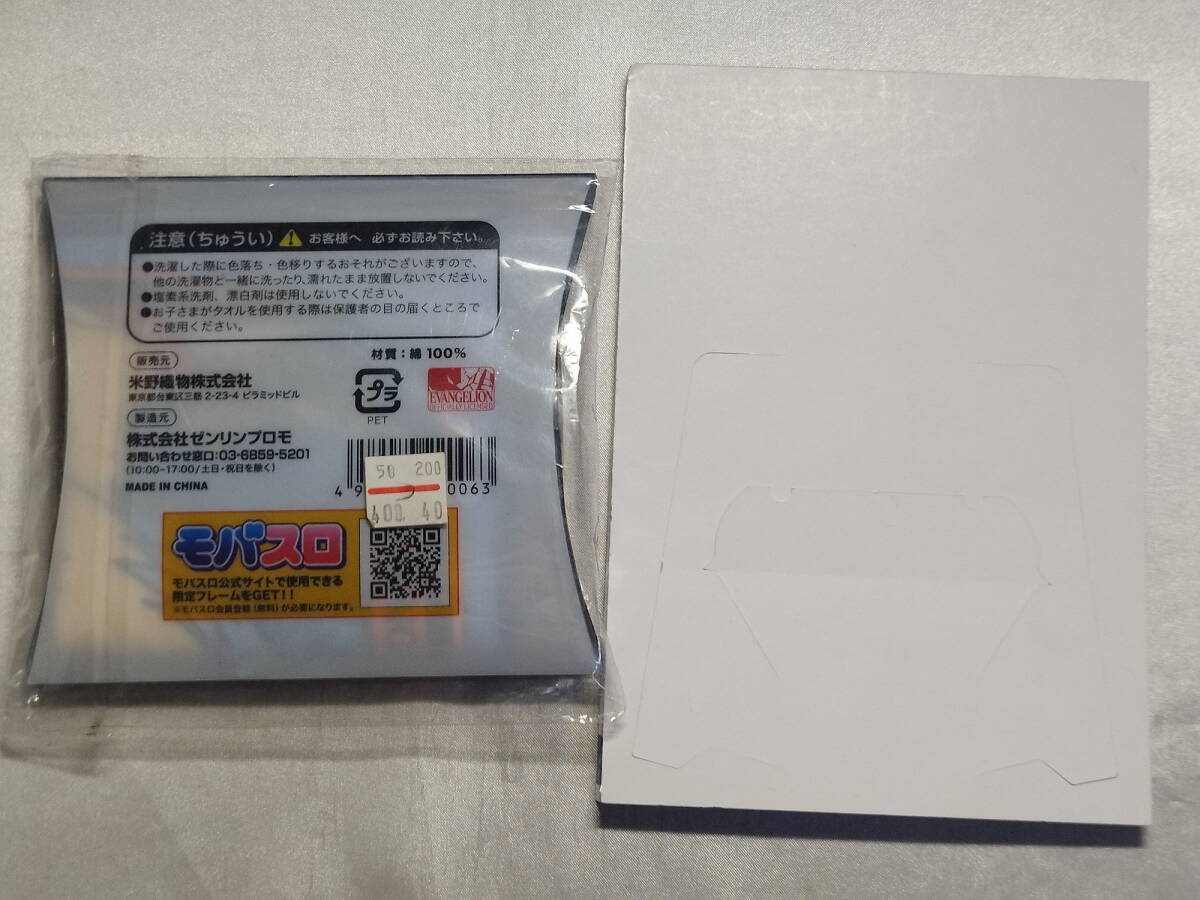 注意(ちゅうい) お客様へ 必ずお読み下さい。
●洗濯した際に色落ち・色移りするおそれがございますので、
他の洗濯物と一緒に洗ったり、濡れたまま放置しないでください。
●塩素系洗剤、漂白剤は使用しないでください。
●お子さまがタオルを使用する際は保護者の目の届くところで
ご使用ください。
販売元
米野織物株式会社
東京都台東区三筋 2-23-4 ピラミッドビル
製造元
株式会社ゼンリンプロモ
お問い合わせ窓口:03-6859-5201
(10:00-17:00/土日・祝日を除く)
MADE IN CHINA
材質:綿 100%
プラ
PET
EVANGELION
OFFICIALLY LICENSED
50 200
400 40
4 9 0063
モバスロ
モバスロ公式サイトで使用できる
限定フレームをGET!!
※モバスロ会員登録(無料)が必要になります。